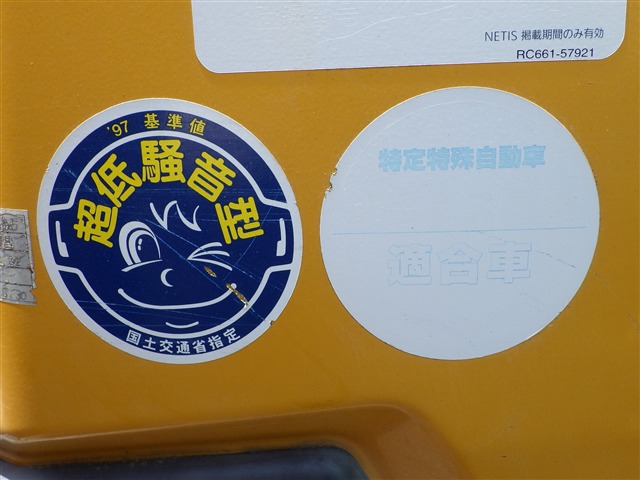 NETIS 掲載期間のみ有効
RC661-57921
'97 基準値
超低騒音型
国土交通省指定
特定特殊自動車
適合車